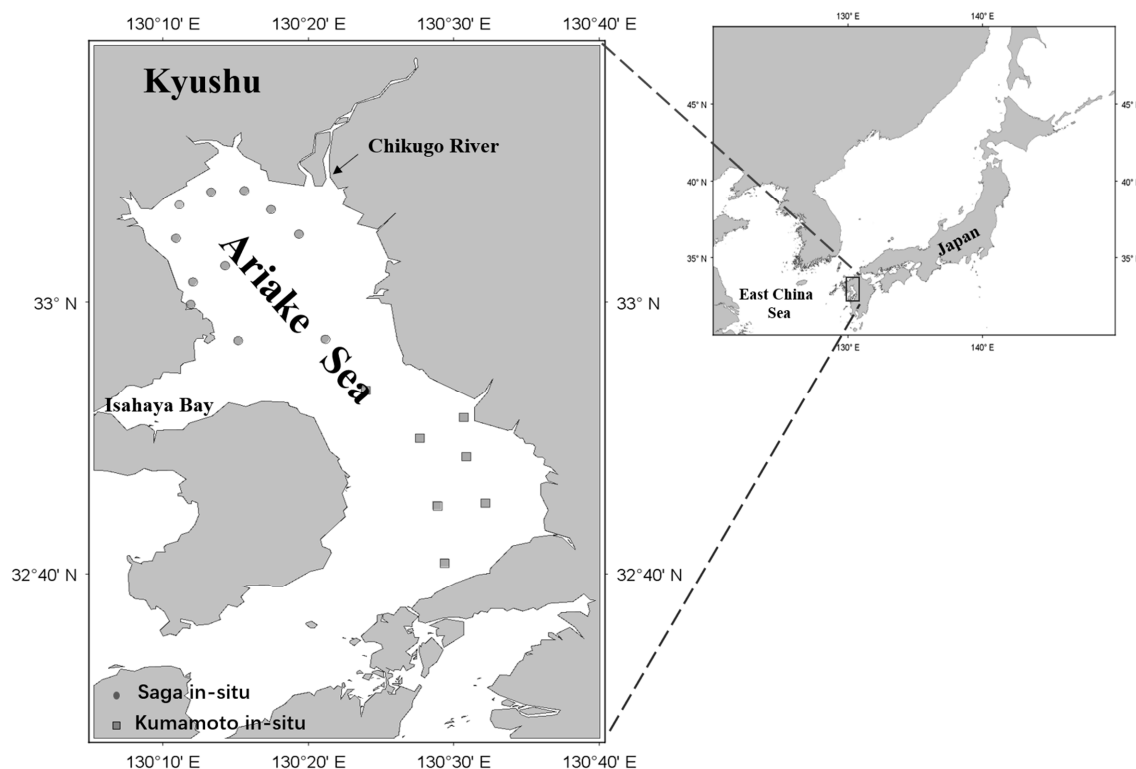 130°10' E 130°20' E 130°30' E 130°40' E
Kyushu
Chikugo River
Ariake Sea
33° N 33° N
Isahaya Bay
32°40' N 32°40' N
Saga in-situ
Kumamoto in-situ
130°10' E 130°20' E 130°30' E 130°40' E
130° E 140° E
45° N 45° N
40° N 40° N
35° N 35° N
Japan
East China
Sea
130° E 140° E